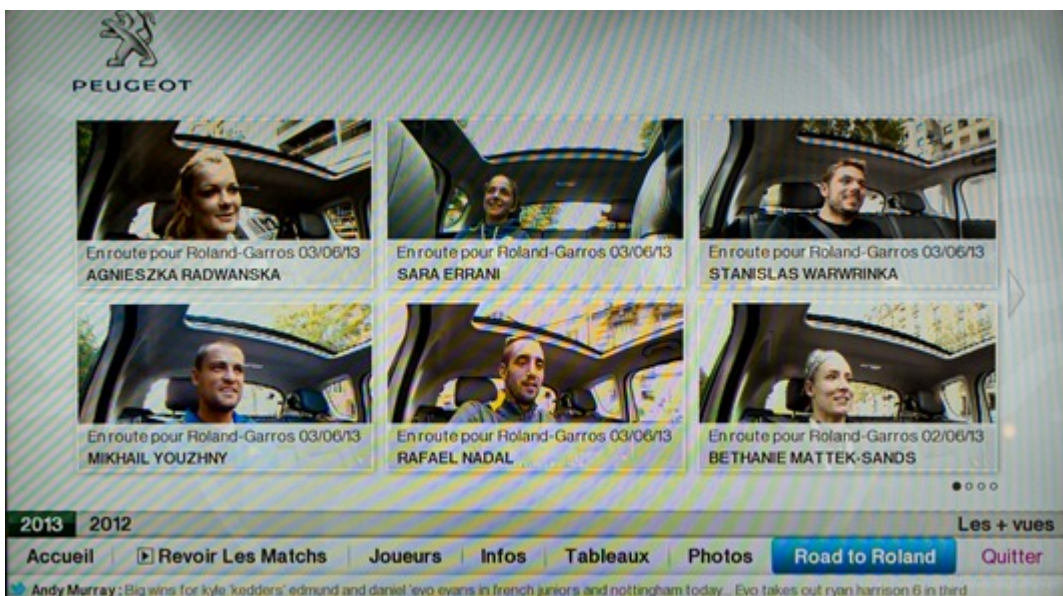 PEUGEOT
En route pour Roland-Garros 03/06/13
AGNIESZKA RADWANSKA
En route pour Roland-Garros 03/06/13
SARA ERRANI
En route pour Roland-Garros 03/06/13
STANISLAS WARWRINKA
En route pour Roland-Garros 03/06/13
MIKHAIL YOUZHNY
En route pour Roland-Garros 03/06/13
RAFAEL NADAL
En route pour Roland-Garros 02/06/13
BETHANIE MATTEK-SANDS
2013 2012 Les + vues
Accueil Revoir Les Matchs Joueurs Infos Tableaux Photos Road to Roland Quitter
Andy Murray : Big wins for kyle 'kedders' edmund and daniel 'evo evans in french juniors and nottingham today... Evo takes out ryan harrison 6 in third